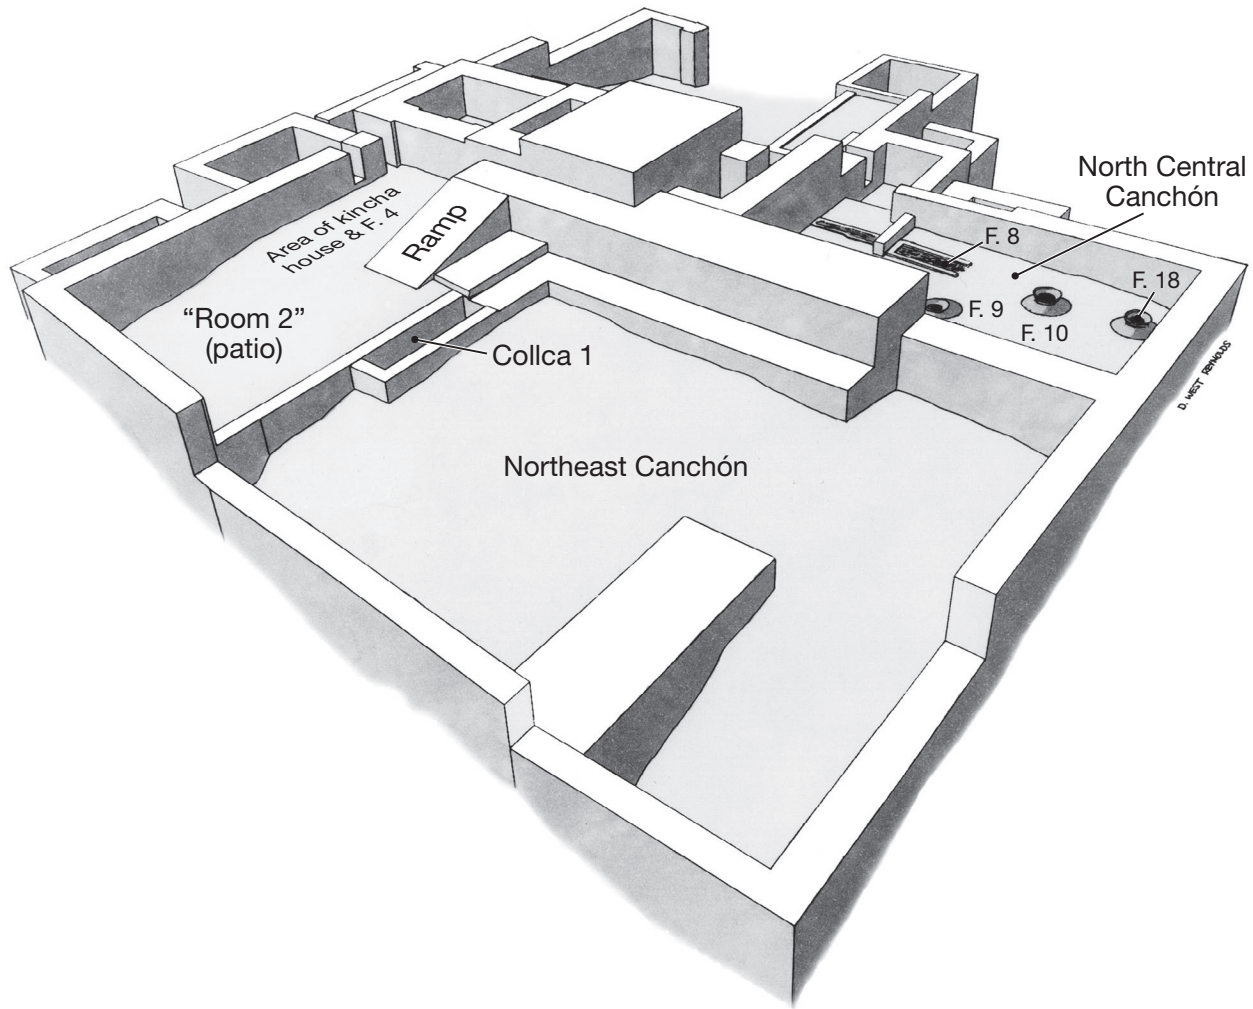 North Central
Canchón
Area of kincha
house & F. 4
Ramp
F. 8
F. 18
“Room 2”
(patio)
F. 9
F. 10
Collca 1
D. WEST REYNOLDS
Northeast Canchón